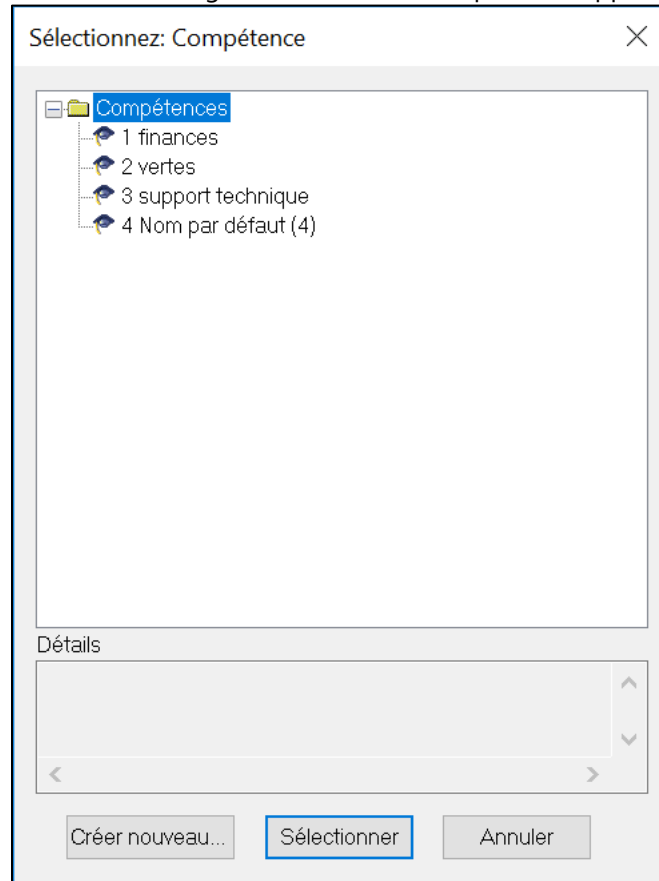 Sélectionnez: Compétence
Compétences
1 finances
2 vertes
3 support technique
4 Nom par défaut (4)
Détails
Créer nouveau...
Sélectionner
Annuler